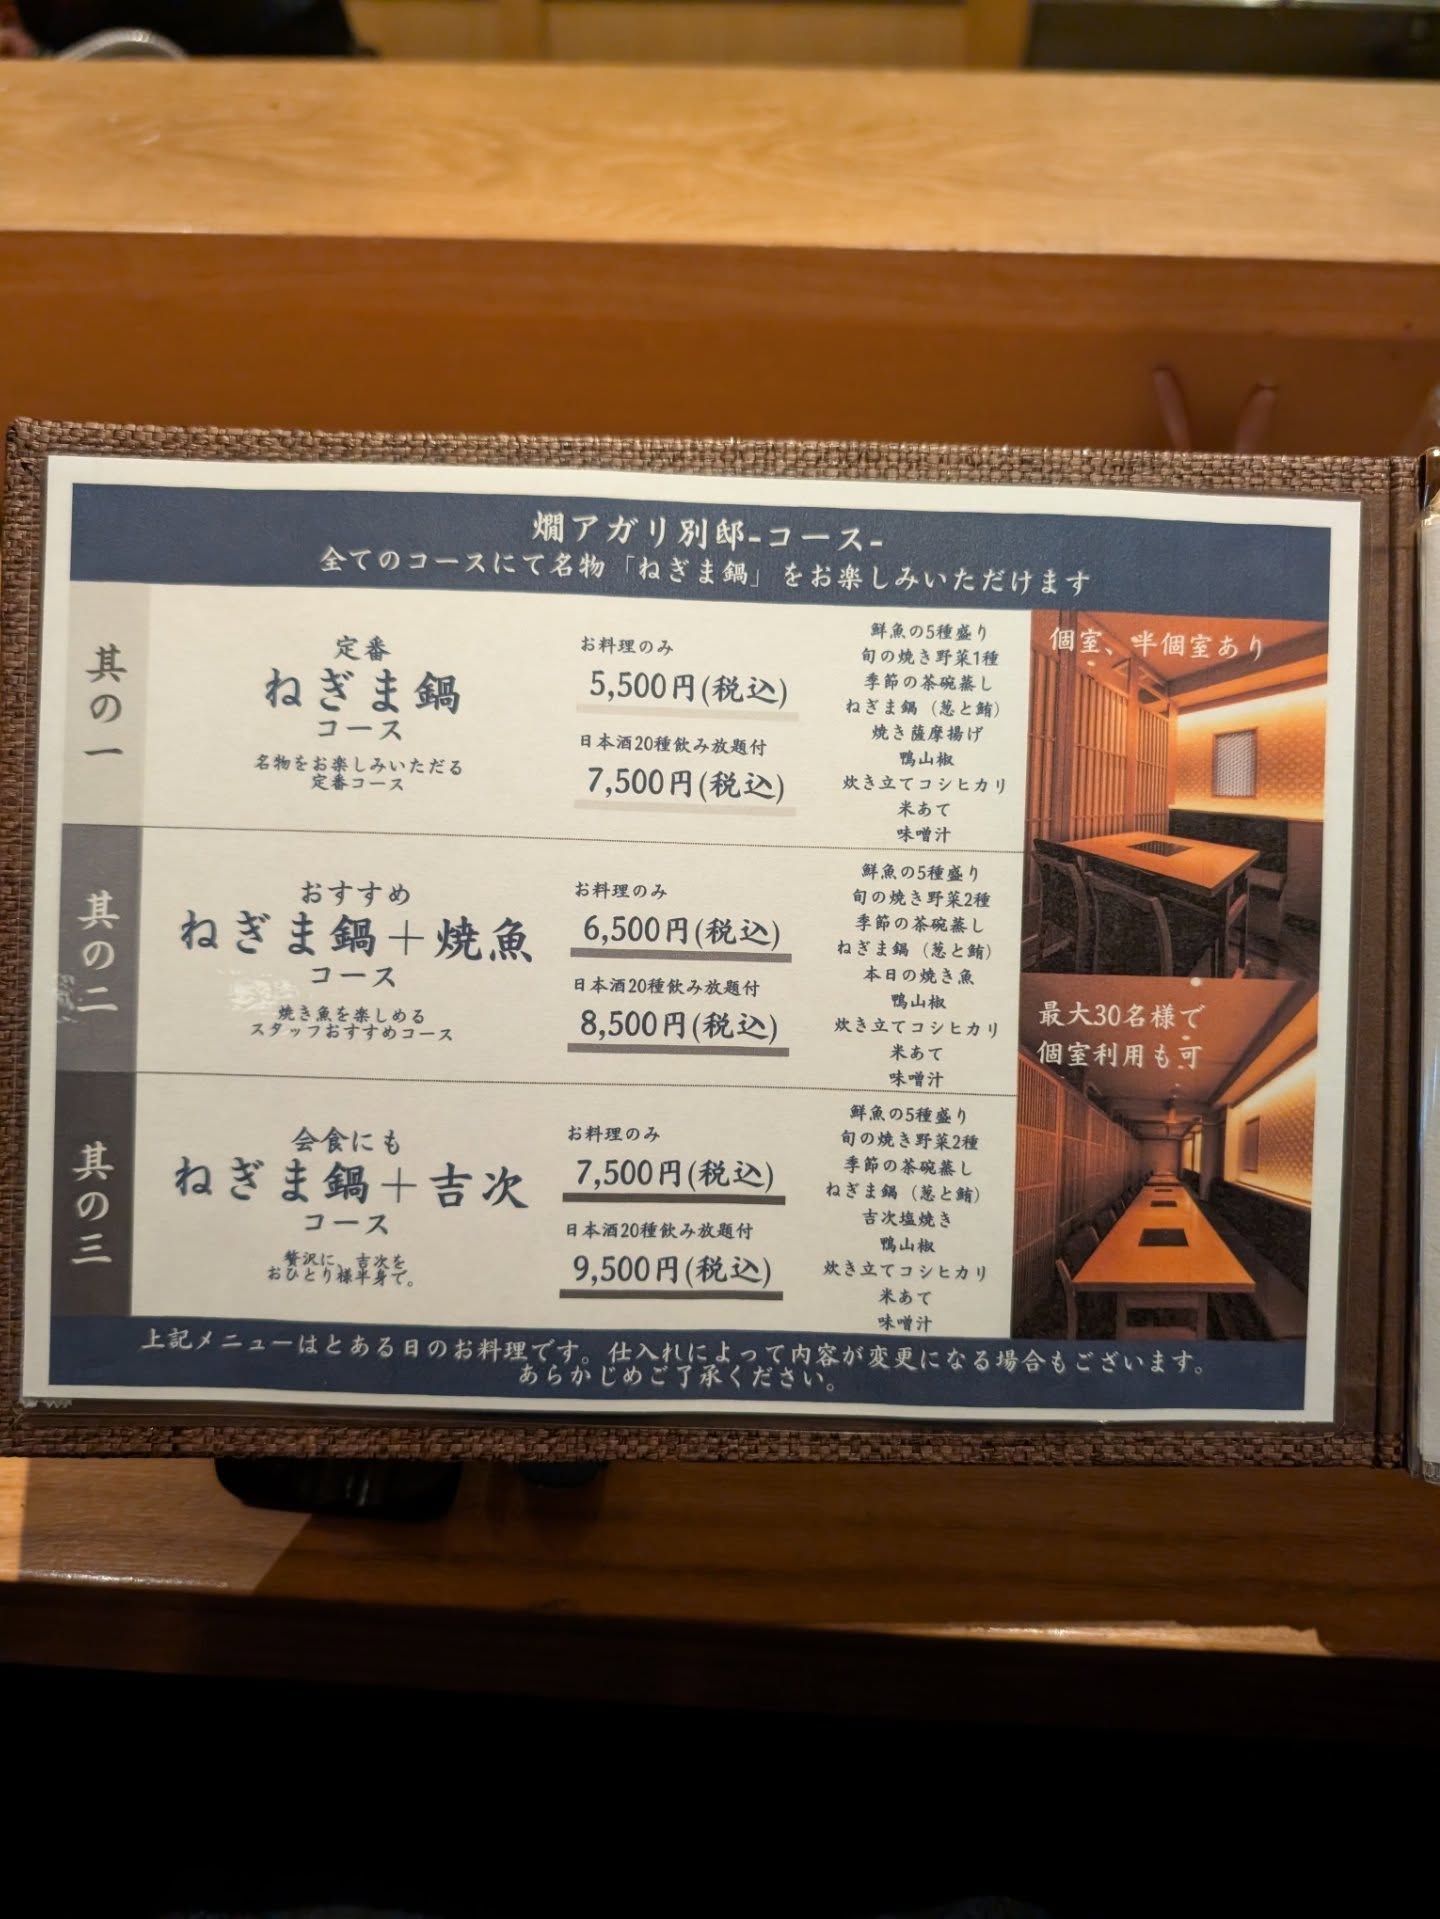 燗アガリ別邸-コース-
全てのコースにて名物「ねぎま鍋」をお楽しみいただけます
其の一
定番
ねぎま鍋
コース
名物をお楽しみいただる
定番コース
お料理のみ
5,500円(税込)
日本酒20種飲み放題付
7,500円(税込)
鮮魚の5種盛り
旬の焼き野菜1種
季節の茶碗蒸し
ねぎま鍋（葱と鮪）
焼き薩摩揚げ
鴨山椒
炊き立てコシヒカリ
米あて
味噌汁
其の二
おすすめ
ねぎま鍋＋焼魚
コース
焼き魚を楽しめる
スタッフおすすめコース
お料理のみ
6,500円(税込)
日本酒20種飲み放題付
8,500円(税込)
鮮魚の5種盛り
旬の焼き野菜2種
季節の茶碗蒸し
ねぎま鍋（葱と鮪）
本日の焼き魚
鴨山椒
炊き立てコシヒカリ
米あて
味噌汁
其の三
会食にも
ねぎま鍋＋吉次
コース
贅沢に、吉次を
おひとり様半身で。
お料理のみ
7,500円(税込)
日本酒20種飲み放題付
9,500円(税込)
鮮魚の5種盛り
旬の焼き野菜2種
季節の茶碗蒸し
ねぎま鍋（葱と鮪）
吉次塩焼き
鴨山椒
炊き立てコシヒカリ
米あて
味噌汁
個室、半個室あり
最大30名様で
個室利用も可
上記メニューはとある日のお料理です。仕入れによって内容が変更になる場合もございます。
あらかじめご了承ください。